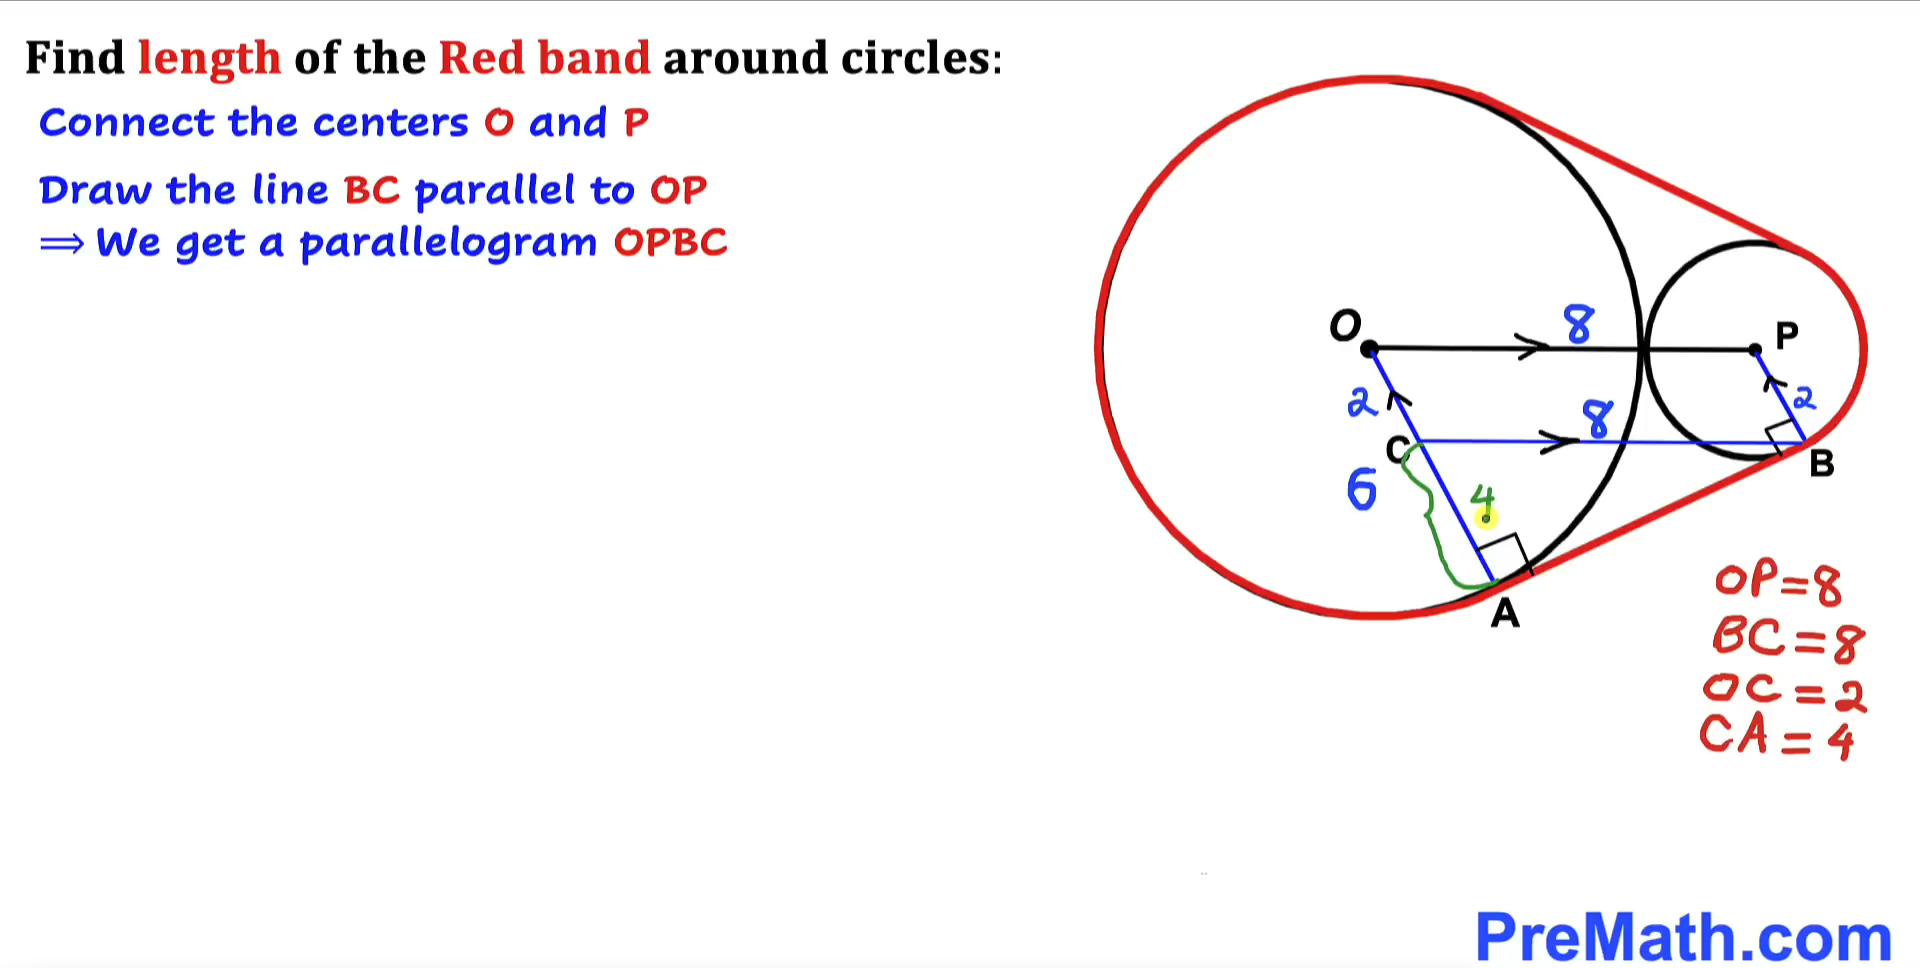 Find length of the Red band around circles:
Connect the centers O and P
Draw the line BC parallel to OP
⟹ We get a parallelogram OPBC
O
8
P
2
2
8
C
B
6
4
A
OP=8
BC=8
OC=2
CA=4
PreMath.com